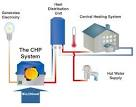 Generates
Electricity
Heat
Distribution
Unit
Central Heating System
The CHP
System
Hot Water
Supply